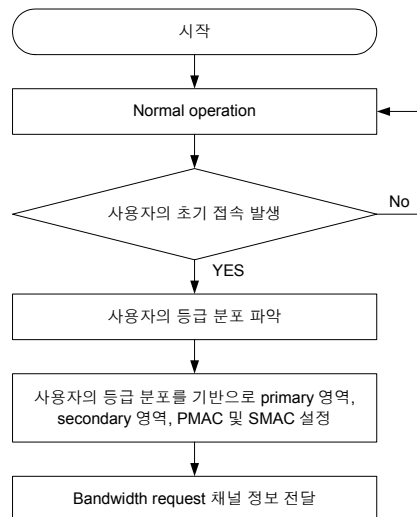 시작
Normal operation
사용자의 초기 접속 발생
No
YES
사용자의 등급 분포 파악
사용자의 등급 분포를 기반으로 primary 영역,
secondary 영역, PMAC 및 SMAC 설정
Bandwidth request 채널 정보 전달